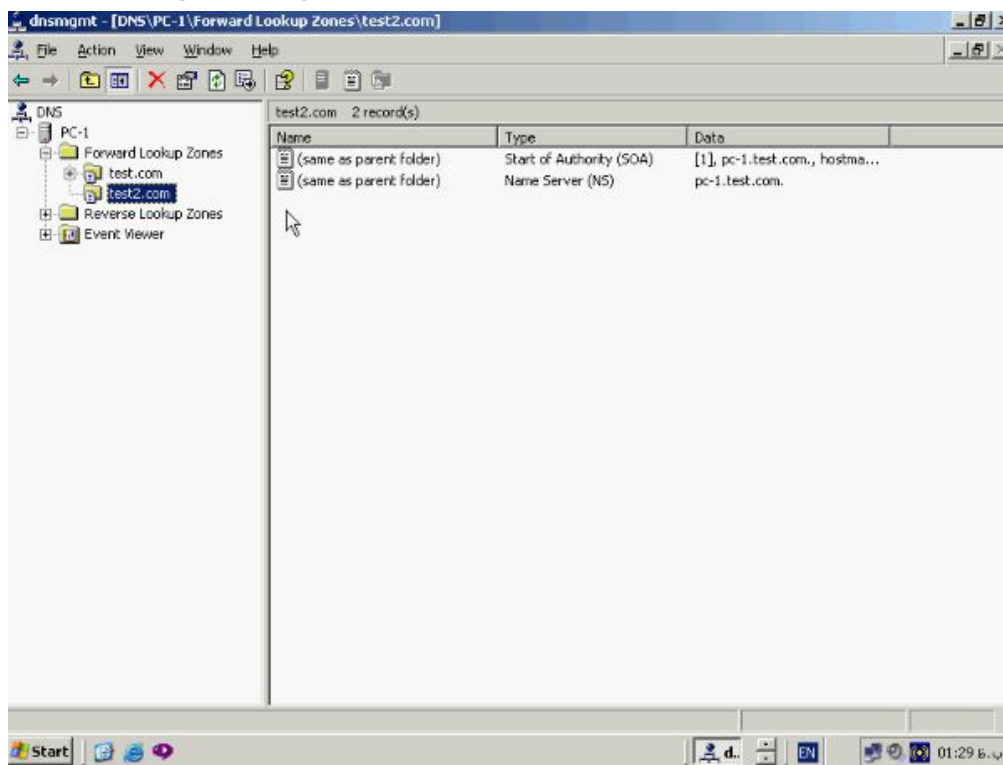 dnsmgmt - [DNS\PC-1\Forward Lookup Zones\test2.com]
File Action View Window Help
DNS
PC-1
Forward Lookup Zones
test.com
test2.com
Reverse Lookup Zones
Event Viewer
test2.com 2 record(s)
Name Type Data
(same as parent folder) Start of Authority (SOA) [1], pc-1.test.com., hostma...
(same as parent folder) Name Server (NS) pc-1.test.com.
Start
d..
EN
01:29